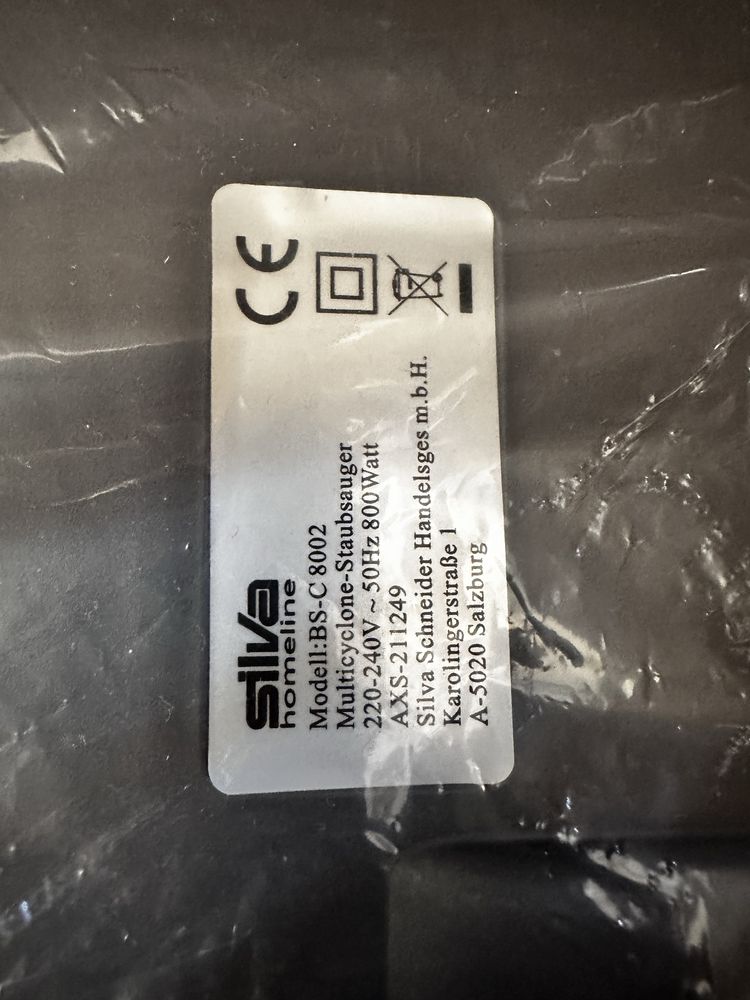 silva
homeline
Modell:BS-C 8002
Multicyclone-Staubsauger
220-240V ~ 50Hz 800Watt
AXS-211249
Silva Schneider Handelsges m.b.H.
Karolingerstraße 1
A-5020 Salzburg
CE